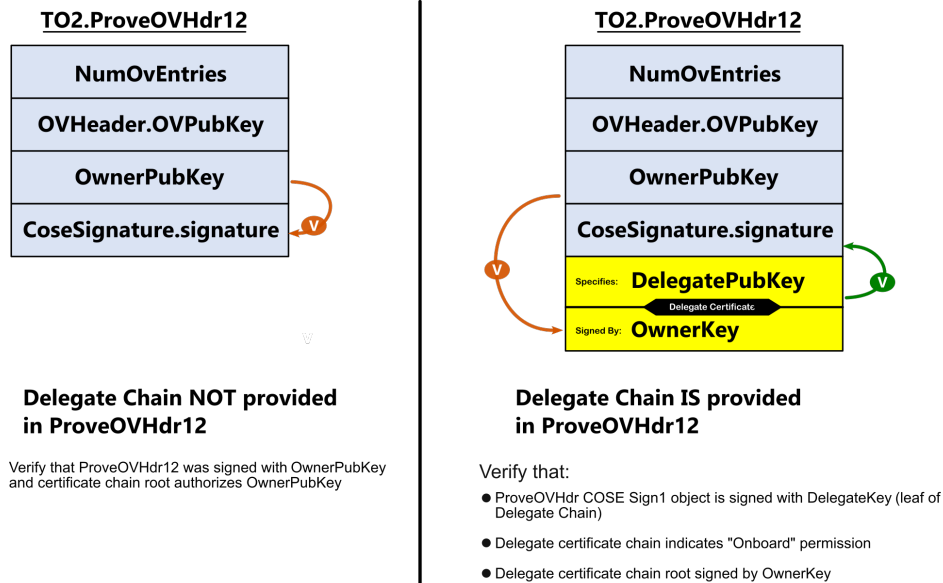 TO2.ProveOVHdr12
NumOvEntries
OVHeader.OVPubKey
OwnerPubKey
CoseSignature.signature
V
V
Delegate Chain NOT provided
in ProveOVHdr12
Verify that ProveOVHdr12 was signed with OwnerPubKey
and certificate chain root authorizes OwnerPubKey
TO2.ProveOVHdr12
NumOvEntries
OVHeader.OVPubKey
OwnerPubKey
CoseSignature.signature
Specifies: DelegatePubKey
Delegate Certificate
Signed By: OwnerKey
V
V
Delegate Chain IS provided
in ProveOVHdr12
Verify that:
● ProveOVHdr COSE Sign1 object is signed with DelegateKey (leaf of
Delegate Chain)
● Delegate certificate chain indicates "Onboard" permission
● Delegate certificate chain root signed by OwnerKey